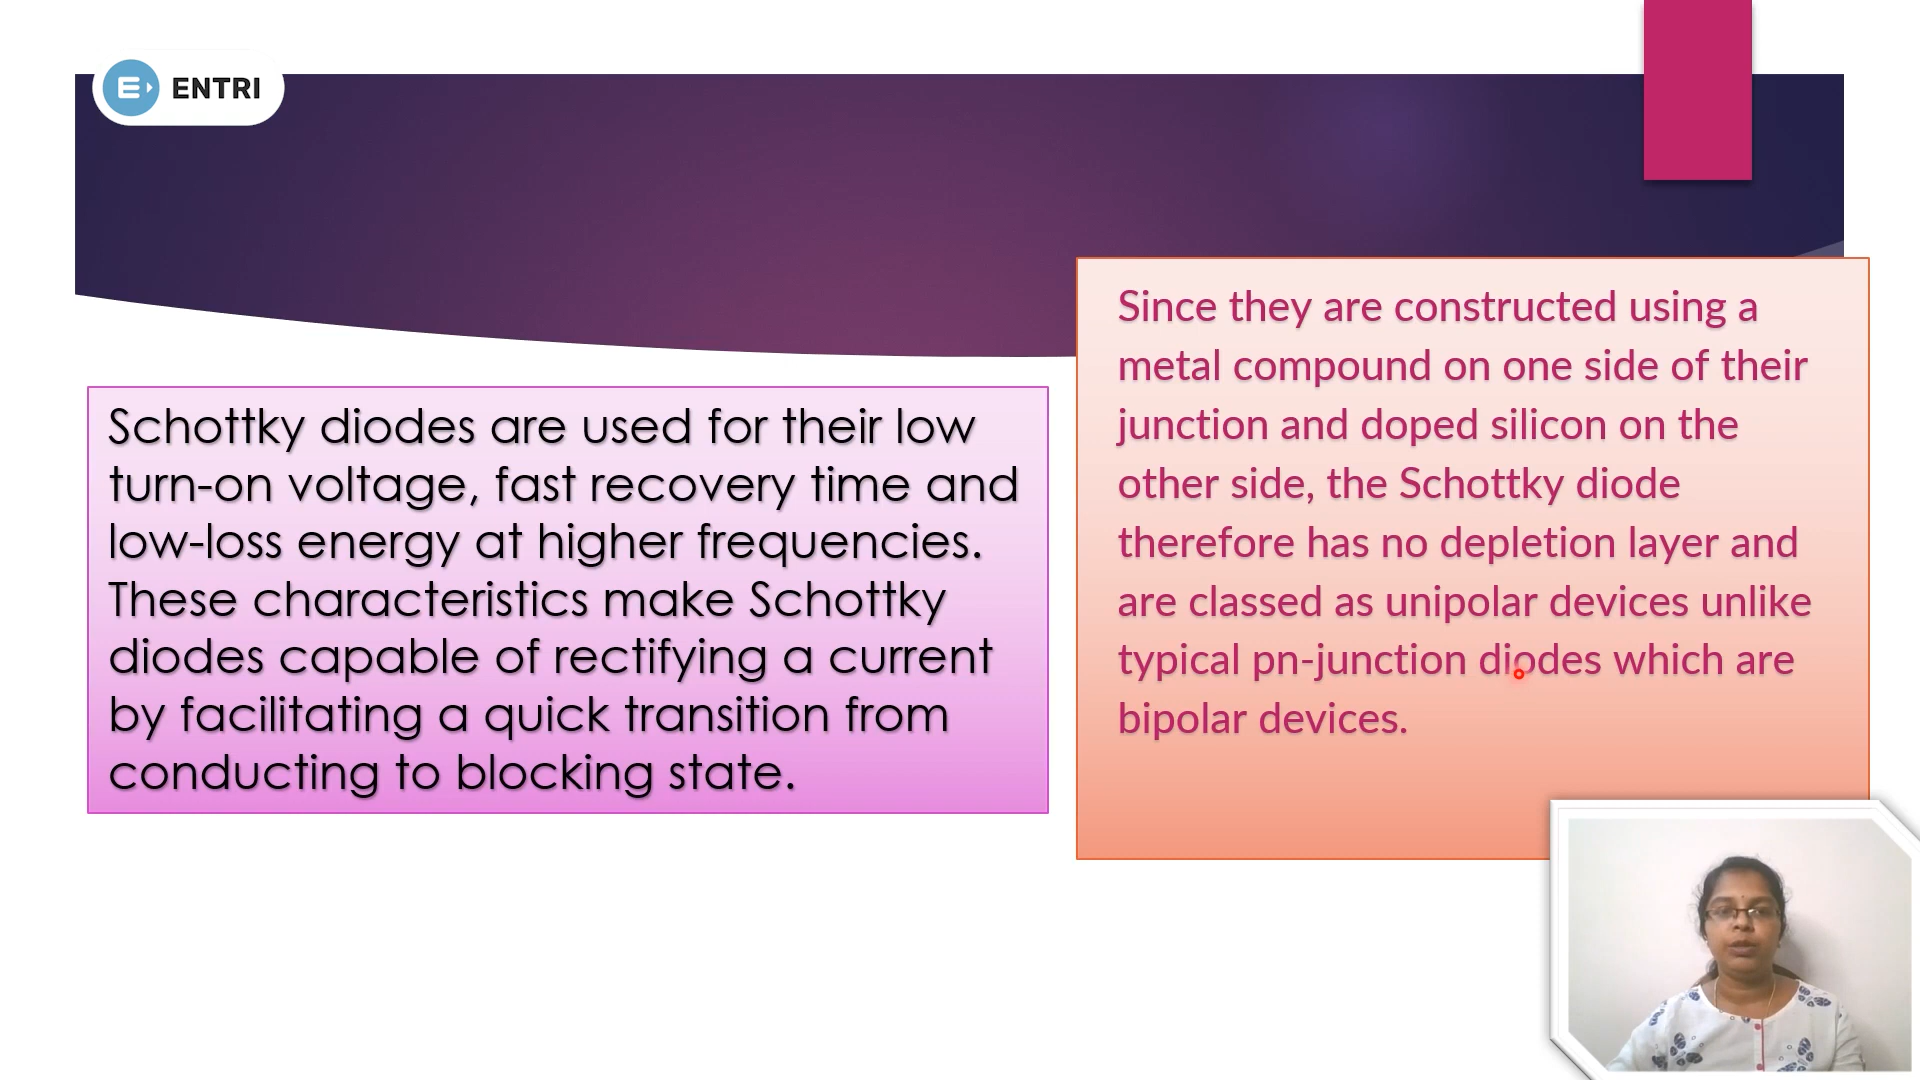 ENTRI
Schottky diodes are used for their low
turn-on voltage, fast recovery time and
low-loss energy at higher frequencies.
These characteristics make Schottky
diodes capable of rectifying a current
by facilitating a quick transition from
conducting to blocking state.
Since they are constructed using a
metal compound on one side of their
junction and doped silicon on the
other side, the Schottky diode
therefore has no depletion layer and
are classed as unipolar devices unlike
typical pn-junction diodes which are
bipolar devices.